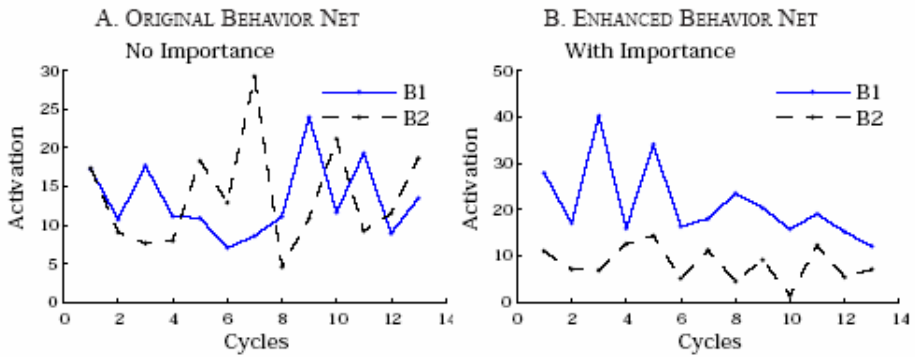 A. ORIGINAL BEHAVIOR NET
No Importance
30
25
20
15
10
5
0
Activation
B1
B2
0 2 4 6 8 10 12 14
Cycles
B. ENHANCED BEHAVIOR NET
With Importance
50
40
30
20
10
0
Activation
B1
B2
0 2 4 6 8 10 12 14
Cycles